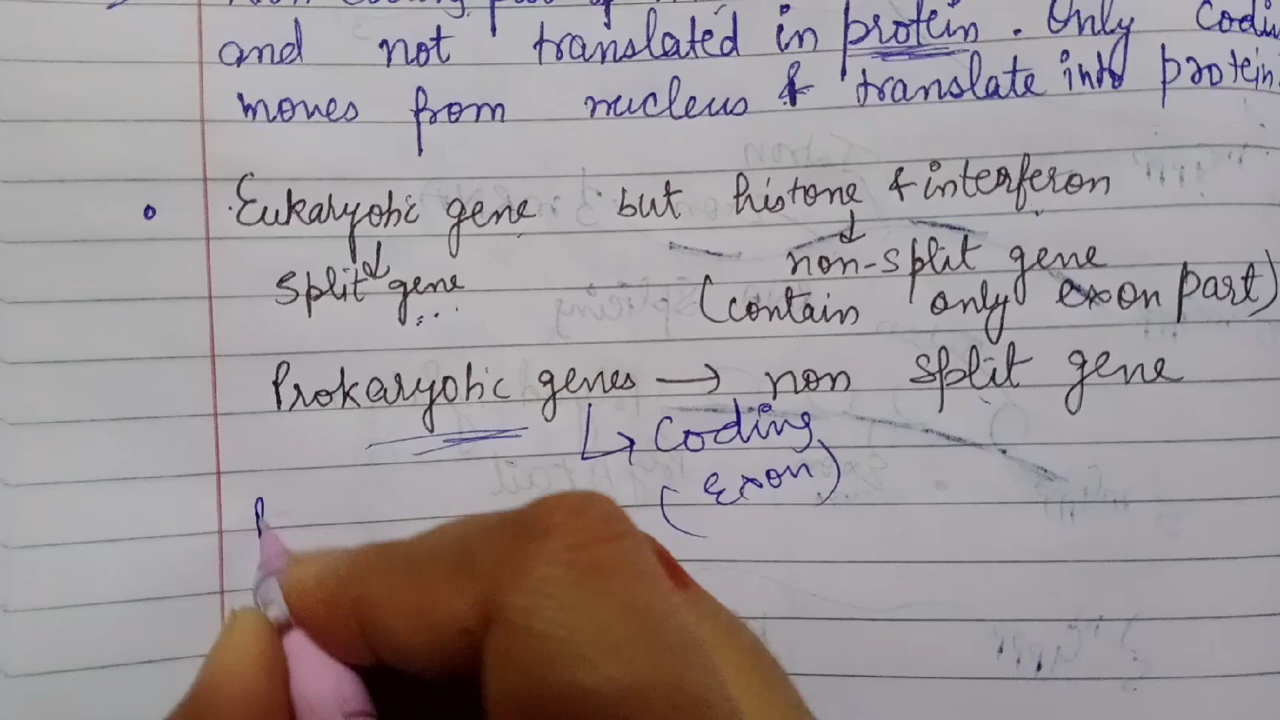 and not translated in protein. Only
moves from nucleus & translate into protein
Eukaryotic gene but histone & interferon
split gene non-split gene
(contain only exon part)
Prokaryotic genes → non split gene
↳ coding
(exon)